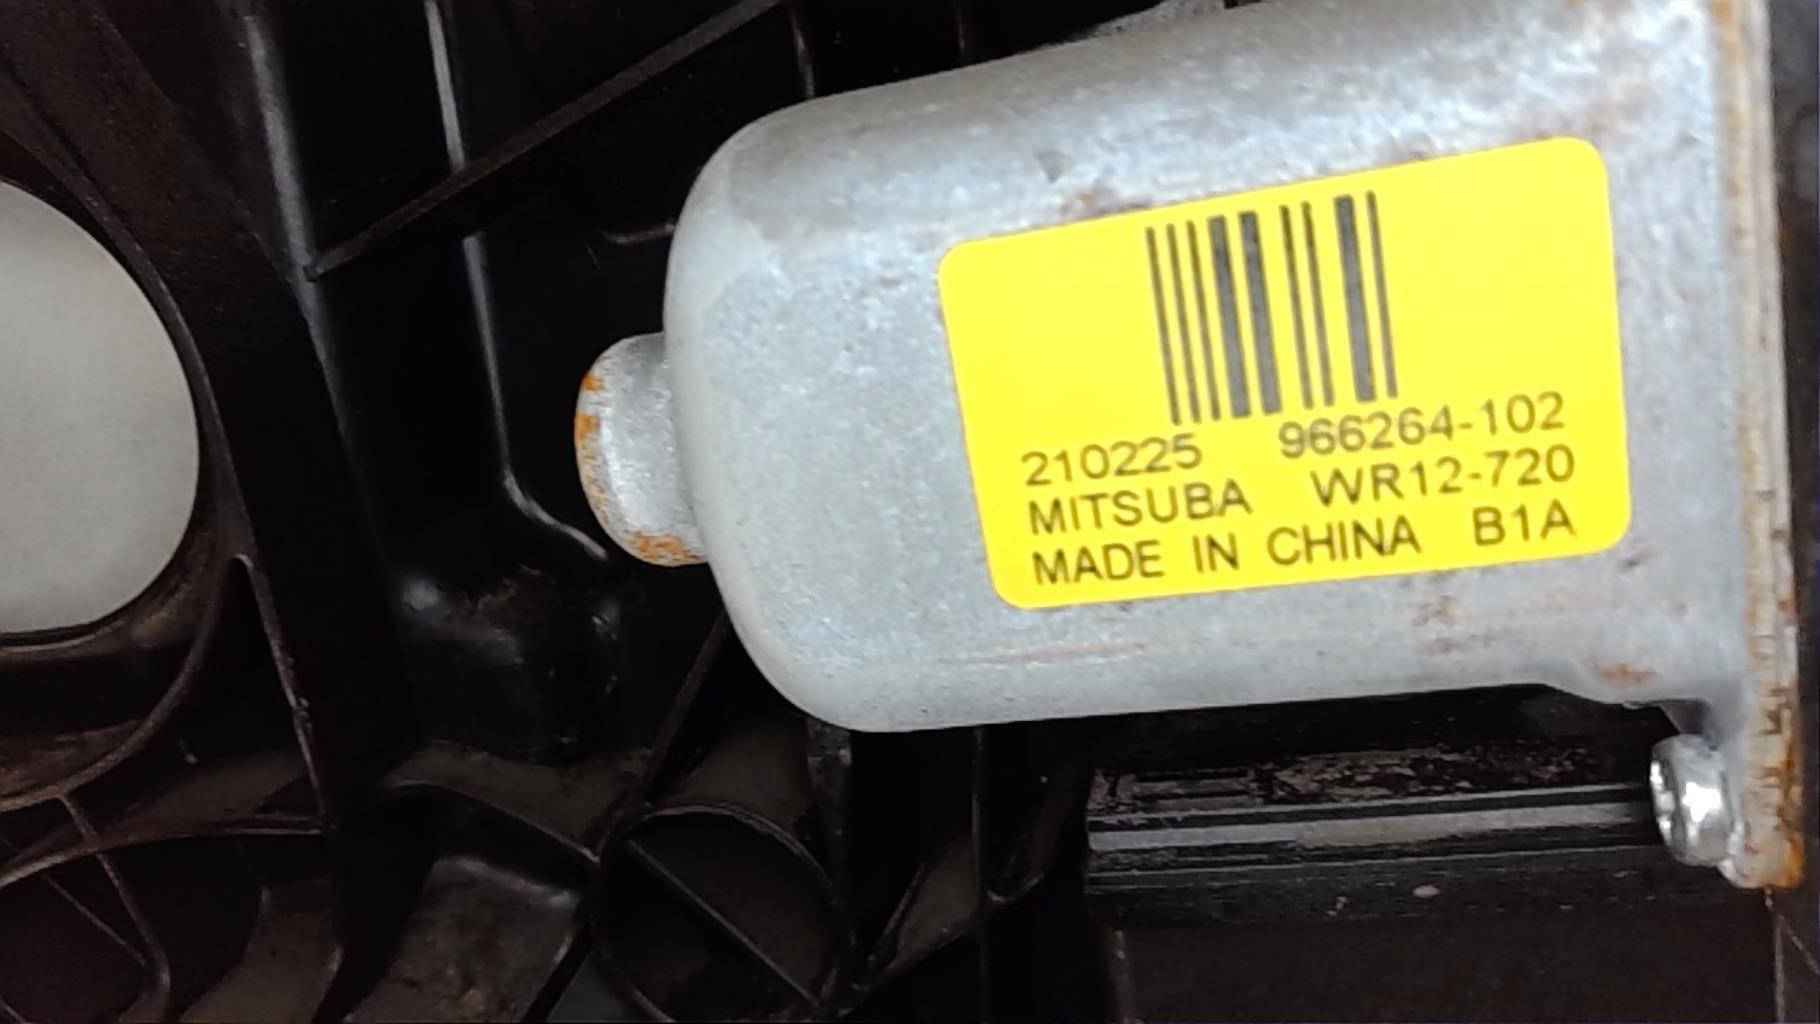 210225 966264-102
MITSUBA WR12-720
MADE IN CHINA B1A